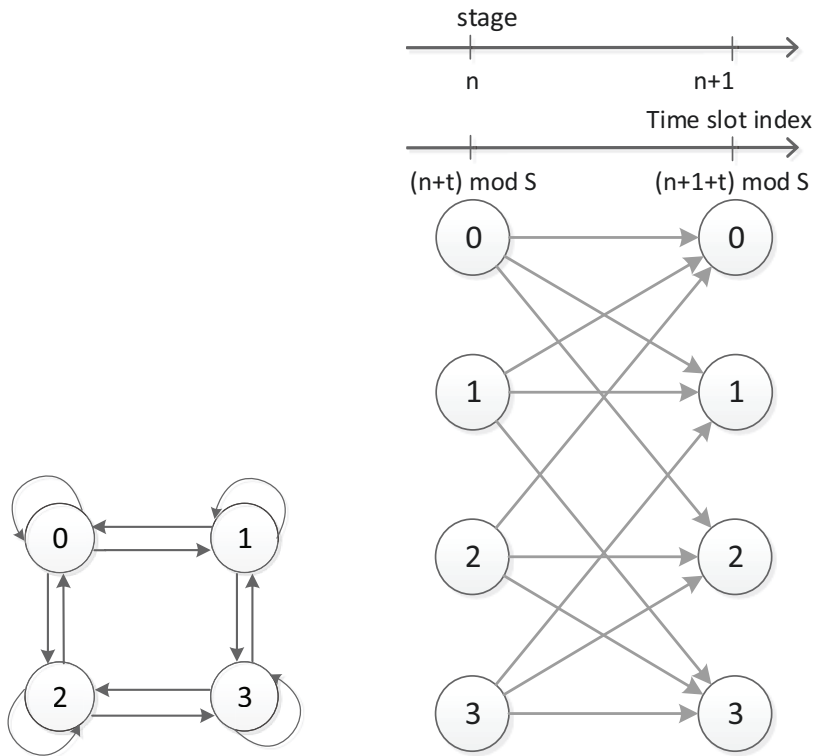 stage
n n+1
Time slot index
(n+t) mod S (n+1+t) mod S
0 0
1 1
0 1
2 2
2 3
3 3